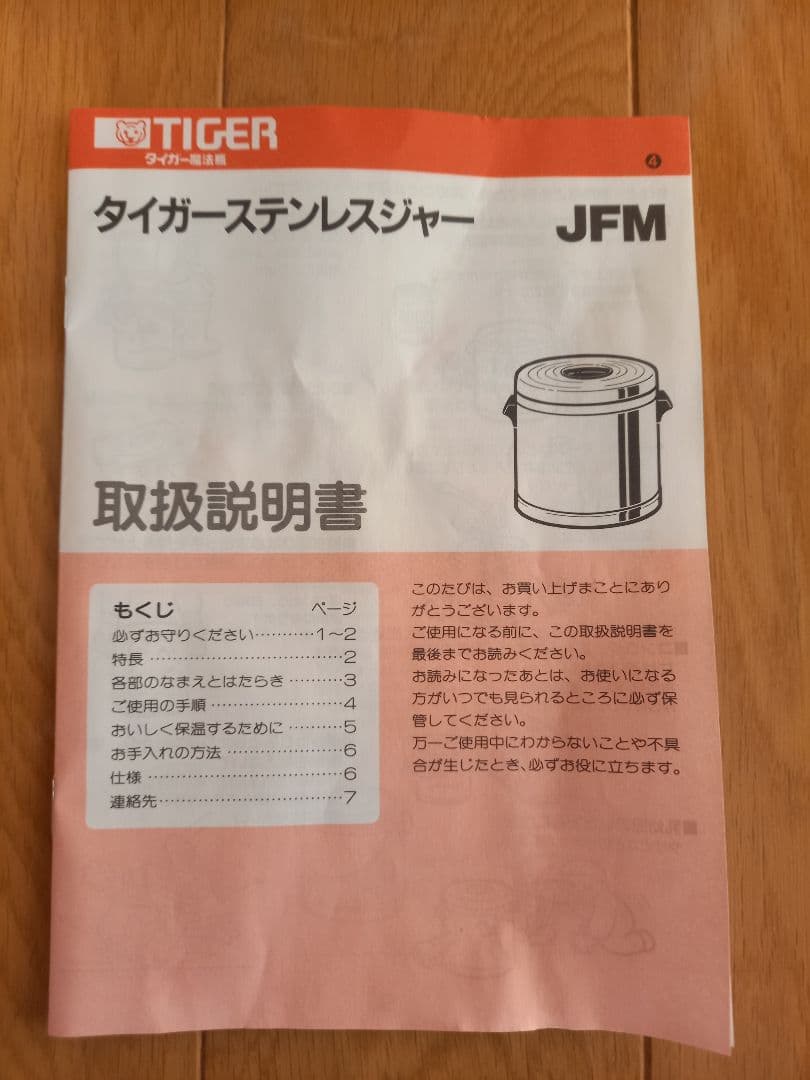 TIGER
タイガー魔法瓶
4
タイガーステンレスジャー JFM
取扱説明書
もくじ ページ
必ずお守りください…………1～2
特長……………………………2
各部のなまえとはたらき………3
ご使用の手順…………………4
おいしく保温するために………5
お手入れの方法………………6
仕様……………………………6
連絡先…………………………7
このたびは、お買い上げまことにあり
がとうございます。
ご使用になる前に、この取扱説明書を
最後までお読みください。
お読みになったあとは、お使いになる
方がいつでも見られるところに必ず保
管してください。
万一ご使用中にわからないことや不具
合が生じたとき、必ずお役に立ちます。